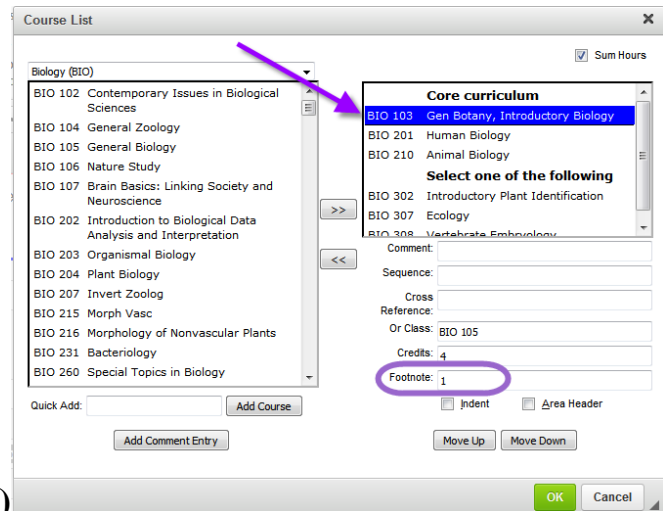 Course List
Sum Hours
Biology (BIO)
BIO 102 Contemporary Issues in Biological
Sciences
BIO 104 General Zoology
BIO 105 General Biology
BIO 106 Nature Study
BIO 107 Brain Basics: Linking Society and
Neuroscience
BIO 202 Introduction to Biological Data
Analysis and Interpretation
BIO 203 Organismal Biology
BIO 204 Plant Biology
BIO 207 Invert Zoolog
BIO 215 Morph Vasc
BIO 216 Morphology of Nonvascular Plants
BIO 231 Bacteriology
BIO 260 Special Topics in Biology
Quick Add:
Add Course
Add Comment Entry
>>
<<
Core curriculum
BIO 103 Gen Botany, Introductory Biology
BIO 201 Human Biology
BIO 210 Animal Biology
Select one of the following
BIO 302 Introductory Plant Identification
BIO 307 Ecology
BIO 308 Vertebrate Embryology
Comment:
Sequence:
Cross
Reference:
Or Class: BIO 105
Credits: 4
Footnote: 1
Indent
Area Header
Move Up
Move Down
OK
Cancel
)